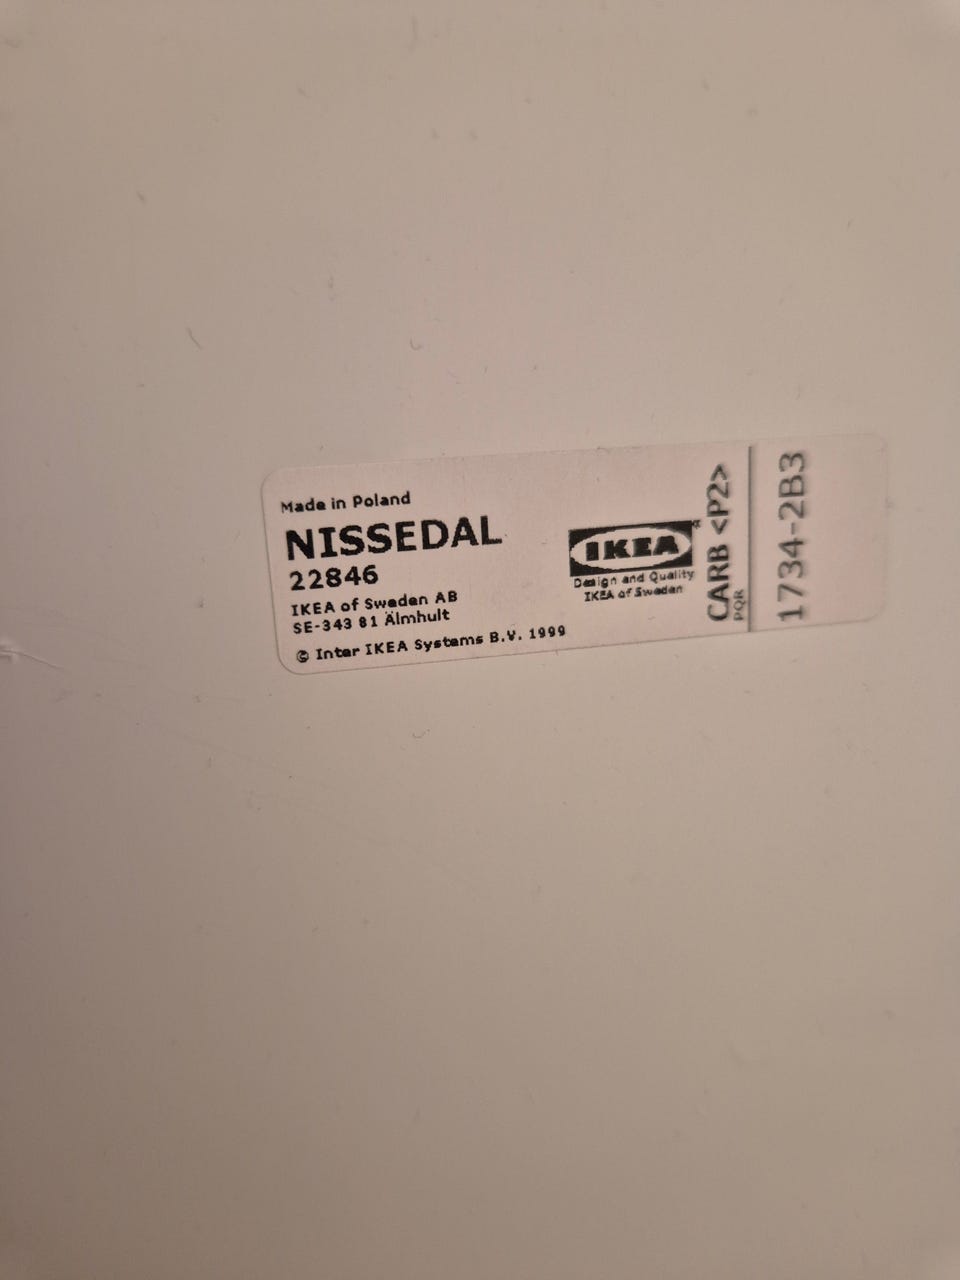 Made in Poland
NISSEDAL
22846
IKEA of Sweden AB
SE-343 81 Älmhult
© Inter IKEA Systems B.V. 1999
IKEA®
Design and Quality
IKEA of Sweden
CARB <P2>
PQR
1734-2B3